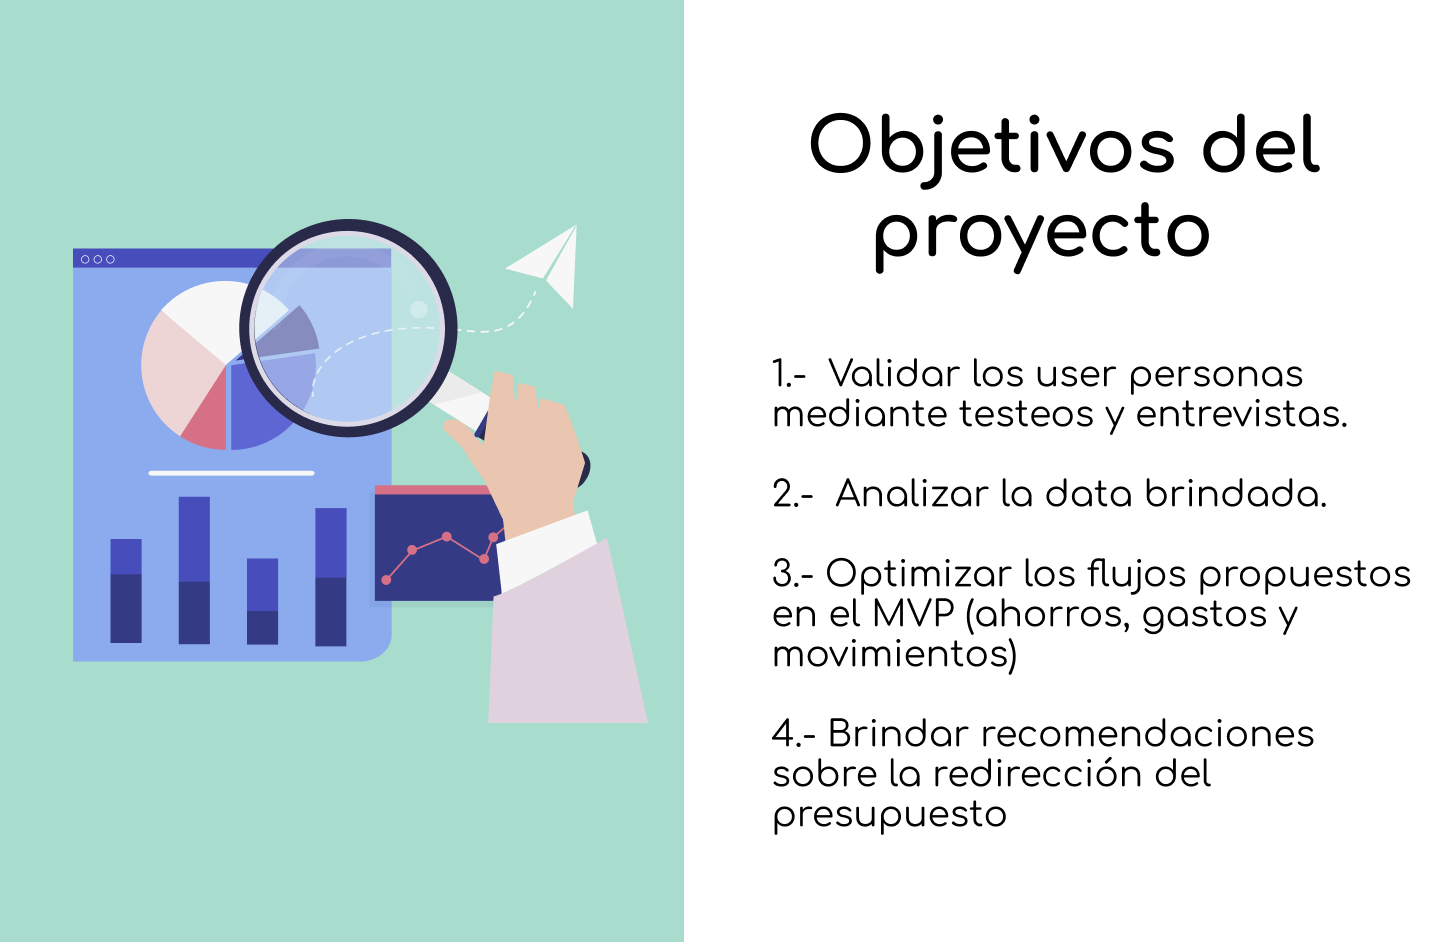 Objetivos del
proyecto
1.-  Validar los user personas
mediante testeos y entrevistas.
2.-  Analizar la data brindada.
3.- Optimizar los flujos propuestos
en el MVP (ahorros, gastos y
movimientos)
4.- Brindar recomendaciones
sobre la redirección del
presupuesto